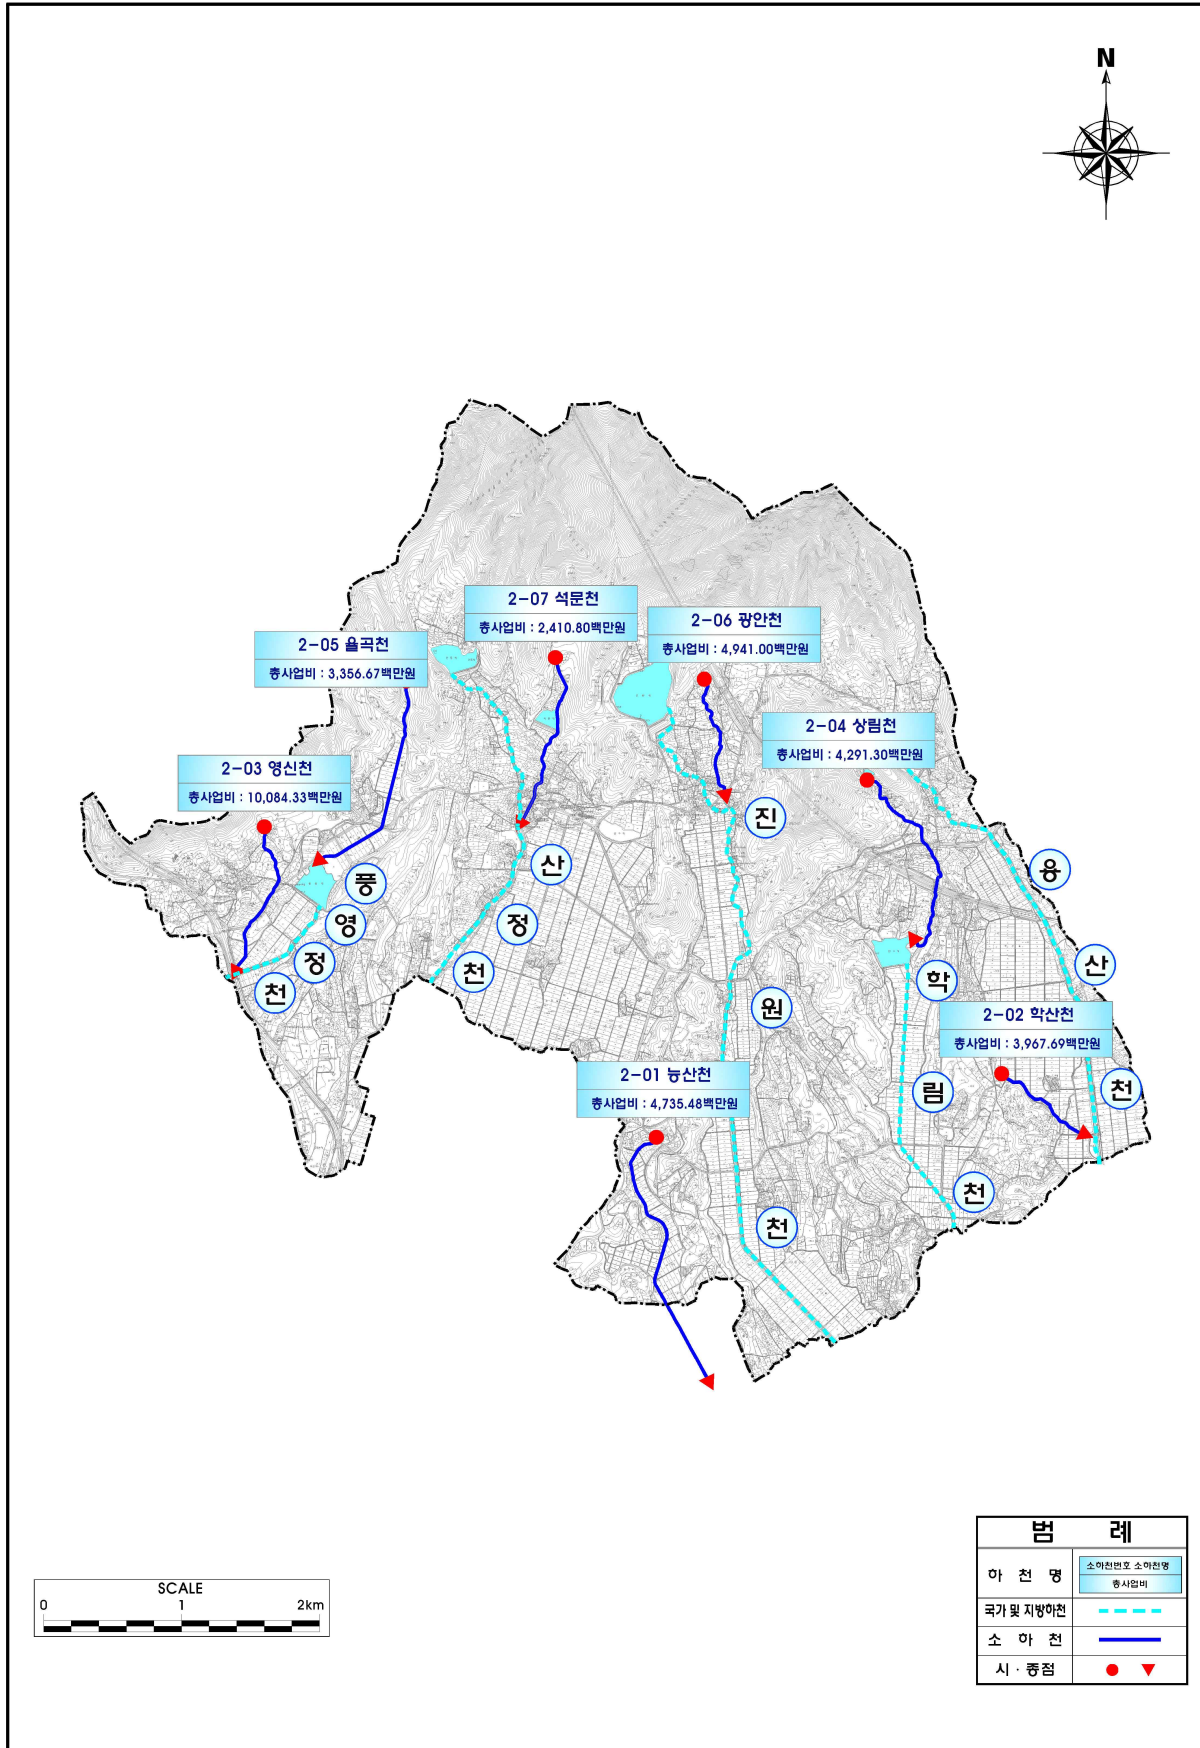 N
2-07 석문천
총사업비 : 2,410.80백만원
2-06 광안천
총사업비 : 4,941.00백만원
2-05 율곡천
총사업비 : 3,356.67백만원
2-04 상림천
총사업비 : 4,291.30백만원
2-03 영신천
총사업비 : 10,084.33백만원
풍영정천
산정천
진원천
학림천
용산천
2-02 학산천
총사업비 : 3,967.69백만원
2-01 능산천
총사업비 : 4,735.48백만원
SCALE
0 1 2km
범 례
하 천 명
소하천번호 소하천명
총사업비
국가 및 지방하천
소 하 천
시 · 종점